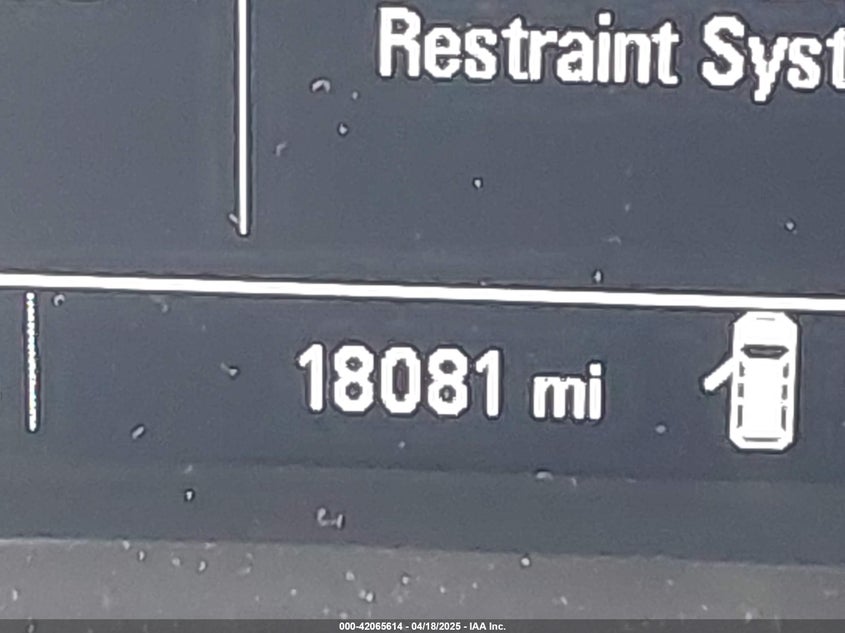 Restraint Syst
18081 mi
000-42065614 - 04/18/2025 - IAA Inc.